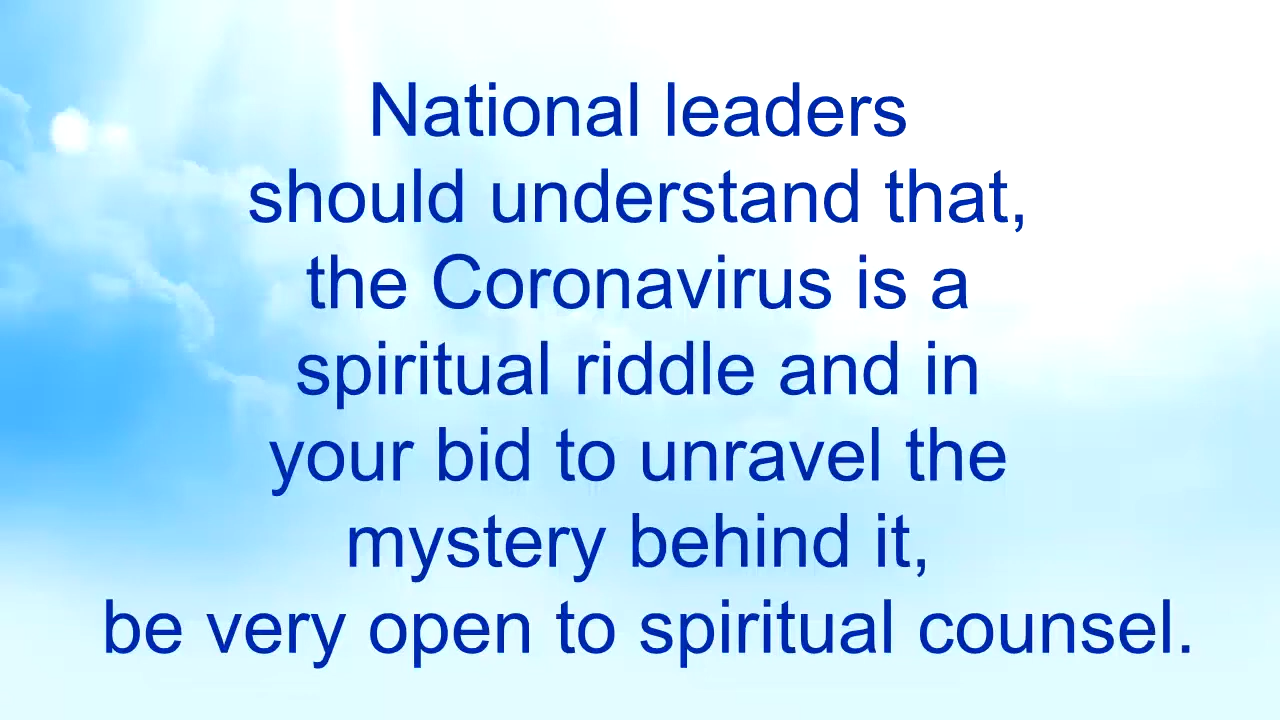 National leaders
should understand that,
the Coronavirus is a
spiritual riddle and in
your bid to unravel the
mystery behind it,
be very open to spiritual counsel.